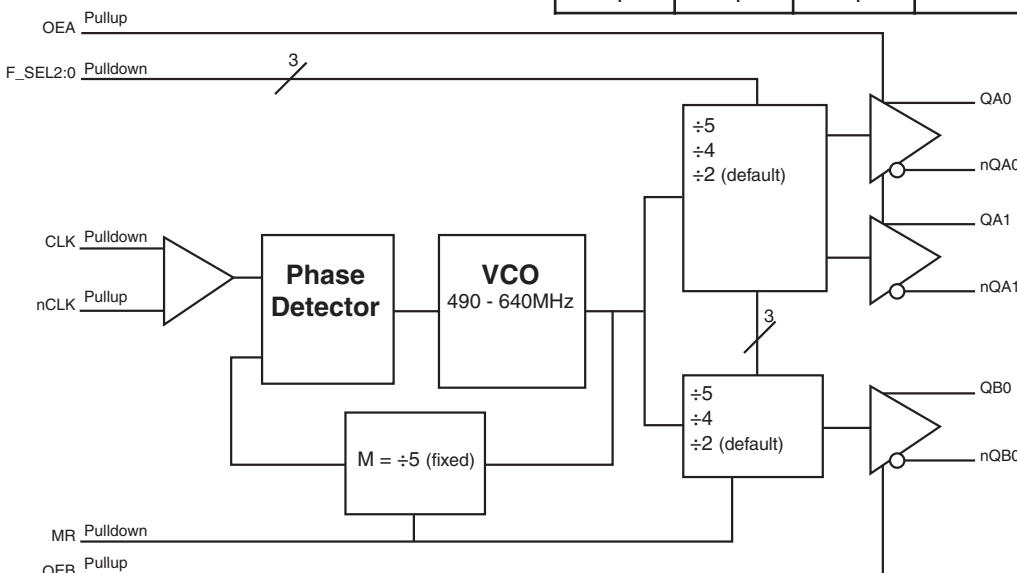 OEA Pullup
F_SEL2:0 Pulldown
3
÷5
÷4
÷2 (default)
QA0
nQA0
QA1
nQA1
CLK Pulldown
nCLK Pullup
Phase
Detector
VCO
490 - 640MHz
3
÷5
÷4
÷2 (default)
QB0
nQB0
M = ÷5 (fixed)
MR Pulldown
OEB Pullup